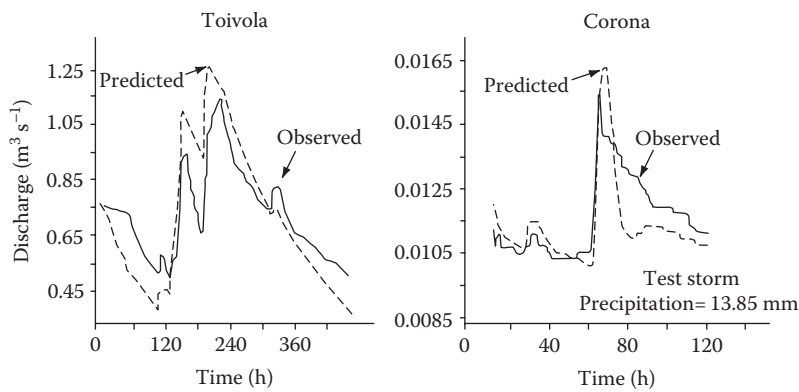 Toivola
Discharge (m³ s⁻¹)
1.25
1.05
0.85
0.65
0.45
Predicted
Observed
0
120
240
360
Time (h)
Corona
0.0165
0.0145
0.0125
0.0105
0.0085
Predicted
Observed
Test storm
Precipitation= 13.85 mm
0
40
80
120
Time (h)